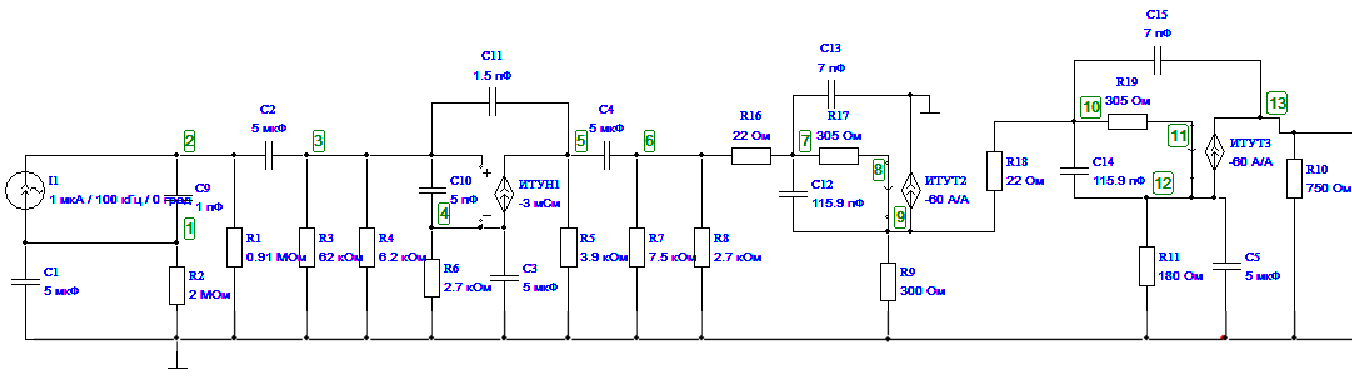 C15
7 пФ
C13
7 пФ
C11
1.5 пФ
R19
305 Ом
10
13
C2
5 мкФ
C4
5 мкФ
R16
22 Ом
R17
305 Ом
7
11
2
3
5
6
ИТУТ3
-60 А/А
I1
1 мкА / 100 кГц / 0 град
C9
1 пФ
C10
5 пФ
+
-
ИТУН1
-3 мСм
8
C12
115.9 пФ
ИТУТ2
-60 А/А
R18
22 Ом
C14
115.9 пФ
R10
750 Ом
12
4
9
1
R1
0.91 МОм
R3
62 кОм
R4
6.2 кОм
R5
3.9 кОм
R7
7.5 кОм
R8
2.7 кОм
C1
5 мкФ
R2
2 МОм
R6
2.7 кОм
C3
5 мкФ
R9
300 Ом
R11
180 Ом
C5
5 мкФ